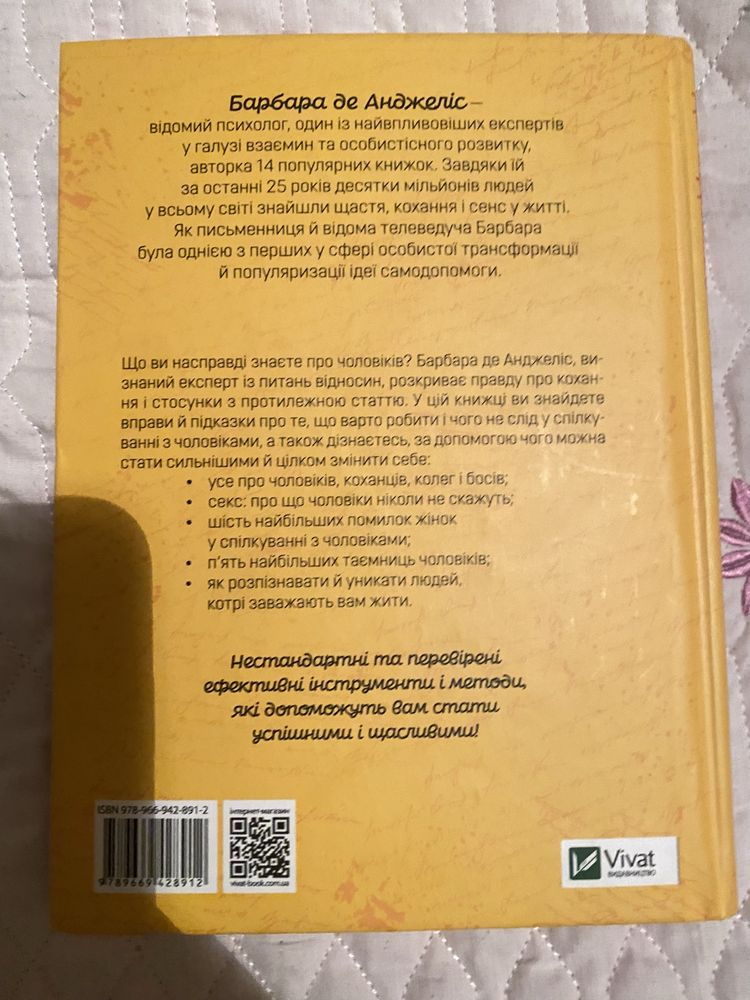 Барбара де Анджеліс —
відомий психолог, один із найвпливовіших експертів
у галузі взаємин та особистісного розвитку,
авторка 14 популярних книжок. Завдяки їй
за останні 25 років десятки мільйонів людей
у всьому світі знайшли щастя, кохання і сенс у житті.
Як письменниця й відома телеведуча Барбара
була однією з перших у сфері особистої трансформації
й популяризації ідеї самодопомоги.
Що ви насправді знаєте про чоловіків? Барбара де Анджеліс, ви-
знаний експерт із питань відносин, розкриває правду про кохан-
ня і стосунки з протилежною статтю. У цій книжці ви знайдете
вправи й підказки про те, що варто робити і чого не слід у спілку-
ванні з чоловіками, а також дізнаєтесь, за допомогою чого можна
стати сильнішими й цілком змінити себе:
• усе про чоловіків, коханців, колег і босів;
• секс: про що чоловіки ніколи не скажуть;
• шість найбільших помилок жінок
у спілкуванні з чоловіками;
• п'ять найбільших таємниць чоловіків;
• як розпізнавати й уникати людей,
котрі заважають вам жити.
Нестандартні та перевірені
ефективні інструменти і методи,
які допоможуть вам стати
успішними і щасливими!
ISBN 978-966-942-891-2
9789669428912
інтернет-магазин
vivat-book.com.ua
Vivat
ВИДАВНИЦТВО